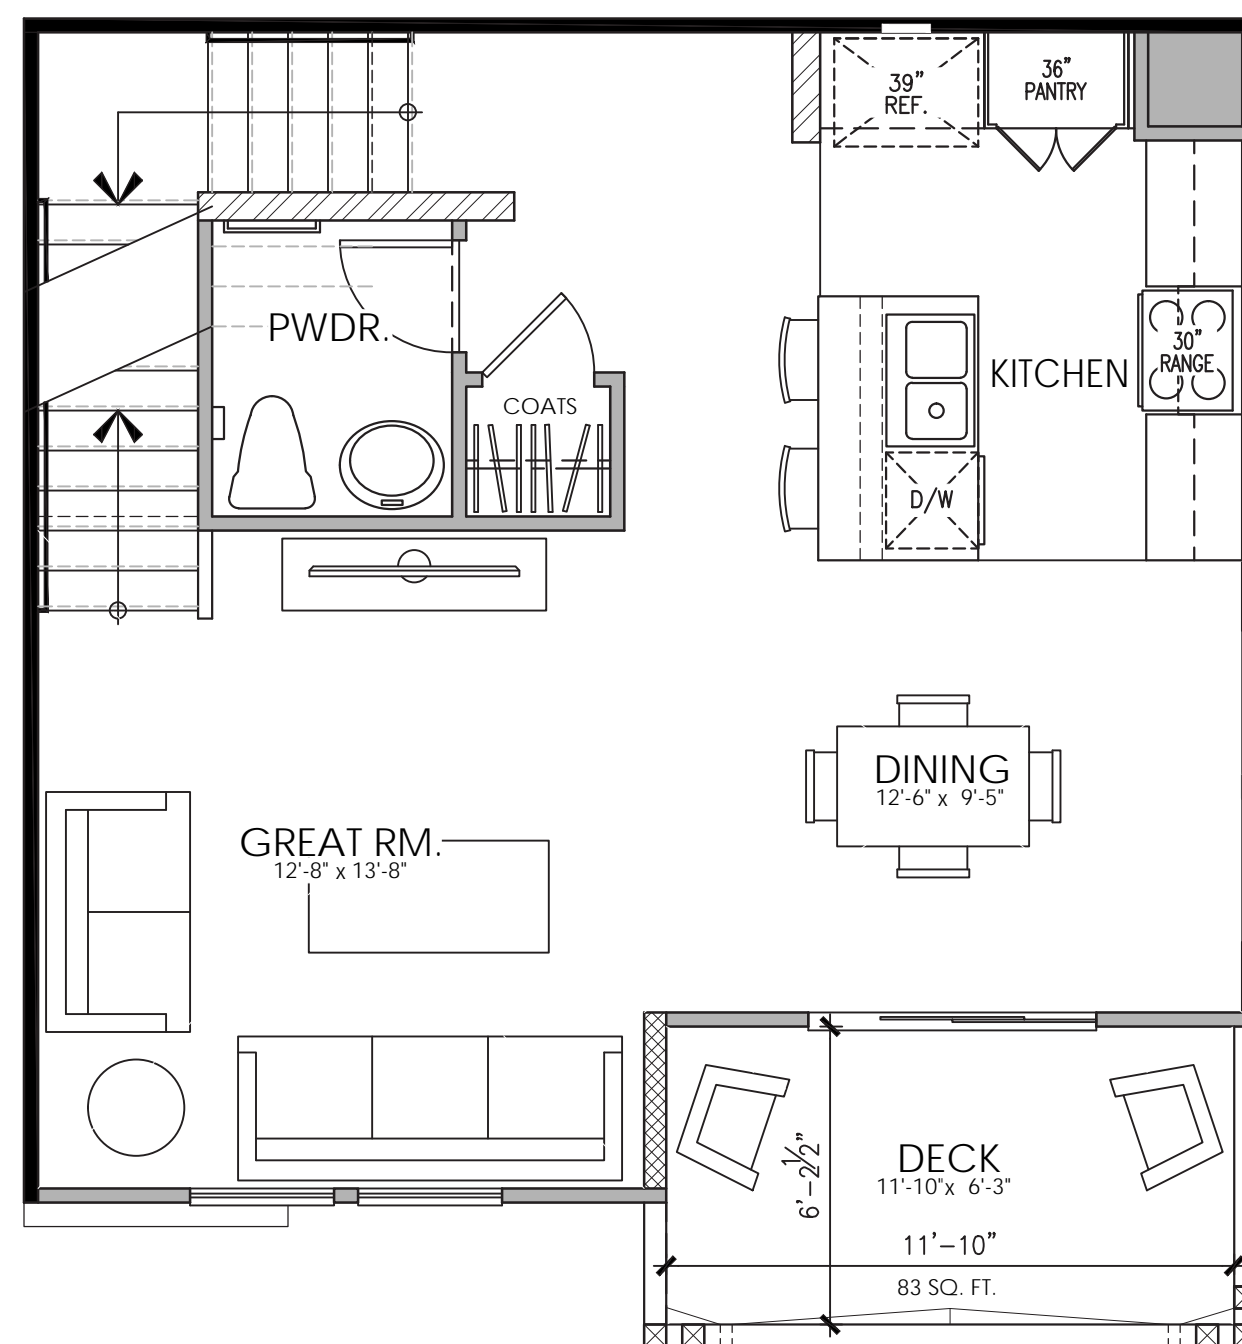 39”
REF.
36”
PANTRY
PWDR.
30”
RANGE
KITCHEN
COATS
D/W
DINING
12'-6" x 9'-5"
GREAT RM.
12'-8" x 13'-8"
6’–2½”
DECK
11'-10"x 6'-3"
11’–10”
83 SQ. FT.